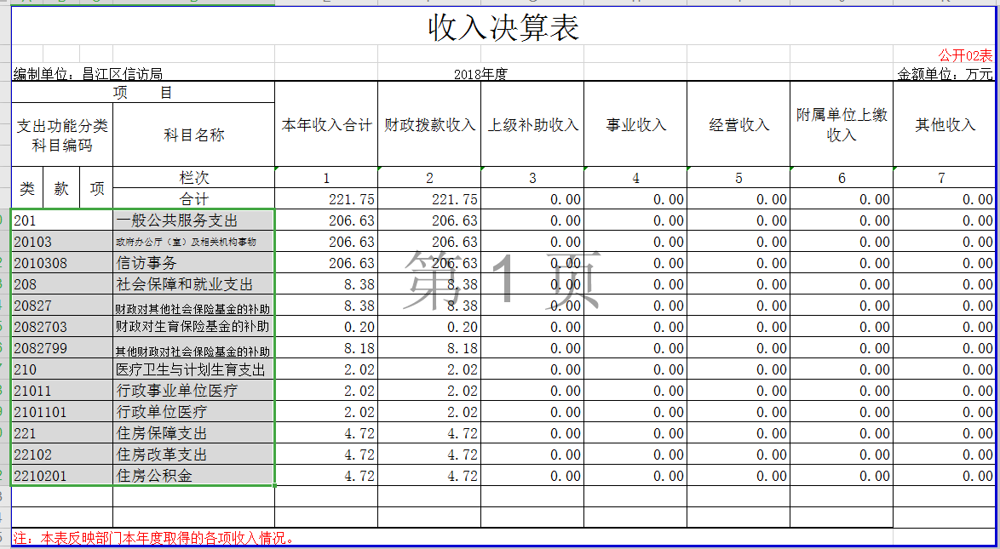 收入决算表
公开02表
编制单位：昌江区信访局 2018年度 金额单位：万元
项 目 本年收入合计 财政拨款收入 上级补助收入 事业收入 经营收入 附属单位上缴收入 其他收入
支出功能分类科目编码 科目名称
类 款 项 栏次 1 2 3 4 5 6 7
合计 221.75 221.75 0.00 0.00 0.00 0.00 0.00
201 一般公共服务支出 206.63 206.63 0.00 0.00 0.00 0.00 0.00
20103 政府办公厅（室）及相关机构事物 206.63 206.63 0.00 0.00 0.00 0.00 0.00
2010308 信访事务 206.63 206.63 0.00 0.00 0.00 0.00 0.00
208 社会保障和就业支出 8.38 8.38 0.00 0.00 0.00 0.00 0.00
第 1 页
20827 财政对其他社会保险基金的补助 8.38 8.38 0.00 0.00 0.00 0.00 0.00
2082703 财政对生育保险基金的补助 0.20 0.20 0.00 0.00 0.00 0.00 0.00
2082799 其他财政对社会保险基金的补助 8.18 8.18 0.00 0.00 0.00 0.00 0.00
210 医疗卫生与计划生育支出 2.02 2.02 0.00 0.00 0.00 0.00 0.00
21011 行政事业单位医疗 2.02 2.02 0.00 0.00 0.00 0.00 0.00
2101101 行政单位医疗 2.02 2.02 0.00 0.00 0.00 0.00 0.00
221 住房保障支出 4.72 4.72 0.00 0.00 0.00 0.00 0.00
22102 住房改革支出 4.72 4.72 0.00 0.00 0.00 0.00 0.00
2210201 住房公积金 4.72 4.72 0.00 0.00 0.00 0.00 0.00
注：本表反映部门本年度取得的各项收入情况。